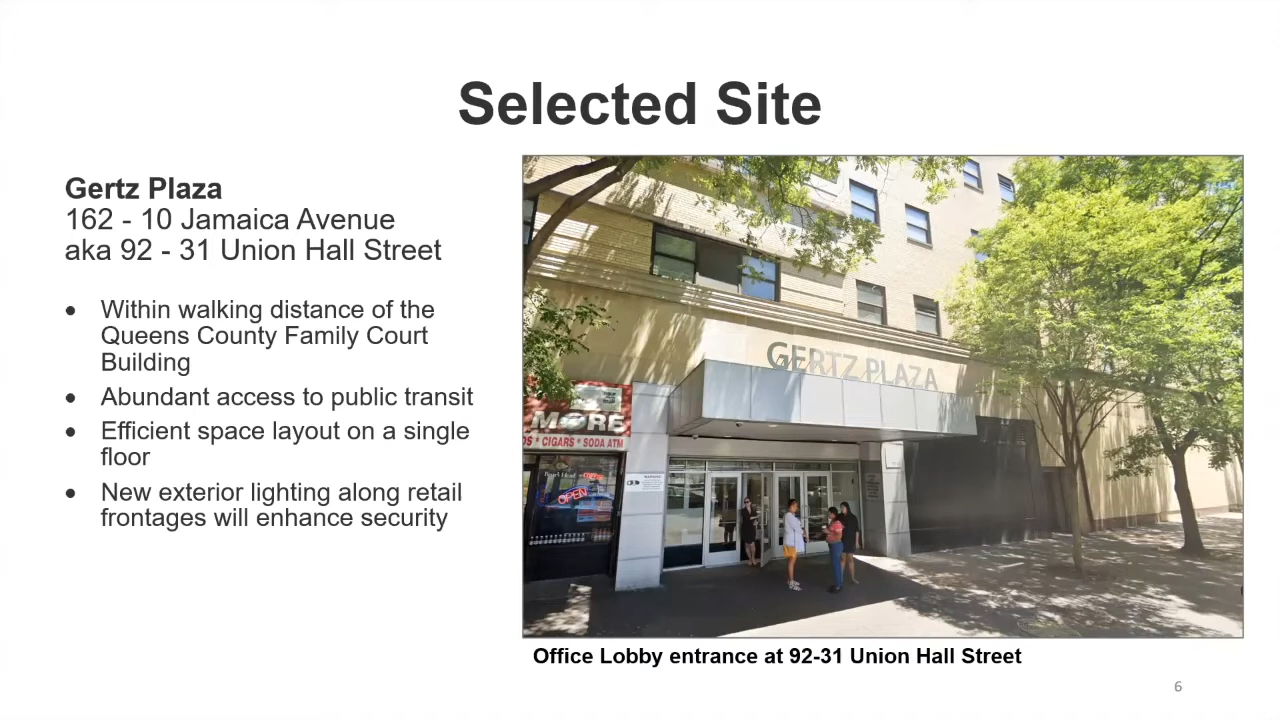 Selected Site
Gertz Plaza
162 - 10 Jamaica Avenue
aka 92 - 31 Union Hall Street
• Within walking distance of the
Queens County Family Court
Building
• Abundant access to public transit
• Efficient space layout on a single
floor
• New exterior lighting along retail
frontages will enhance security
GERTZ PLAZA
MORE
* CIGARS * SODA ATM
OPEN
Office Lobby entrance at 92-31 Union Hall Street
6